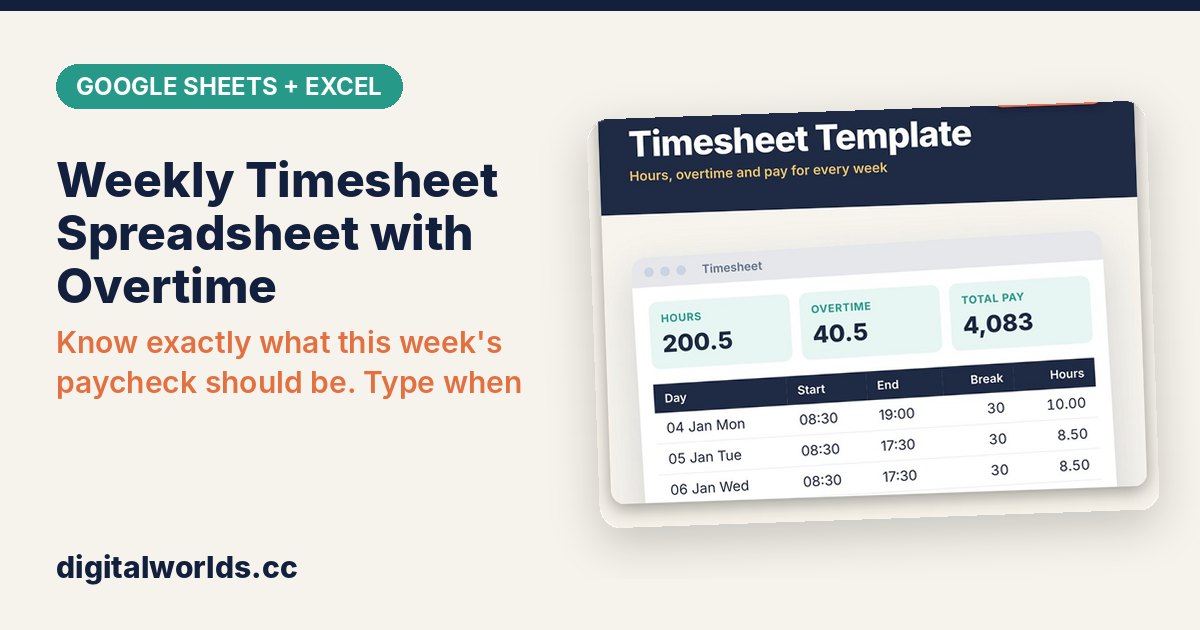 GOOGLE SHEETS + EXCEL
Weekly Timesheet
Spreadsheet with
Overtime
Know exactly what this week's
paycheck should be. Type when
digitalworlds.cc
Timesheet Template
Hours, overtime and pay for every week
Timesheet
HOURS OVERTIME TOTAL PAY
200.5 40.5 4,083
Day Start End Break Hours
04 Jan Mon 08:30 19:00 30 10.00
05 Jan Tue 08:30 17:30 30 8.50
06 Jan Wed 08:30 17:30 30 8.50